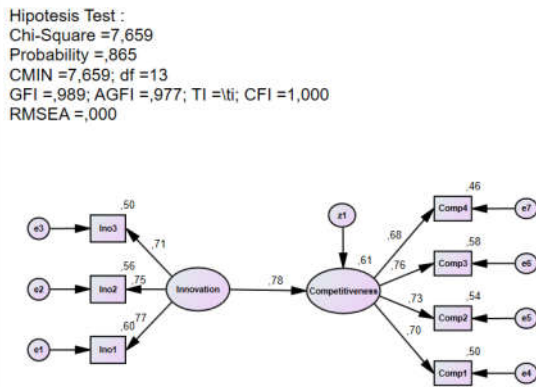 Hipotesis Test :
Chi-Square =7,659
Probability =,865
CMIN =7,659; df =13
GFI =,989; AGFI =,977; TI =\ti; CFI =1,000
RMSEA =,000
,46
,50
z1
Comp4
e7
e3
Ino3
,68
,58
,71
,61
,76
Comp3
e6
,56
,75
e2
Ino2
Innovation
,78
Competitiveness
,54
,73
Comp2
e5
,77
,60
,70
,50
e1
Ino1
Comp1
e4